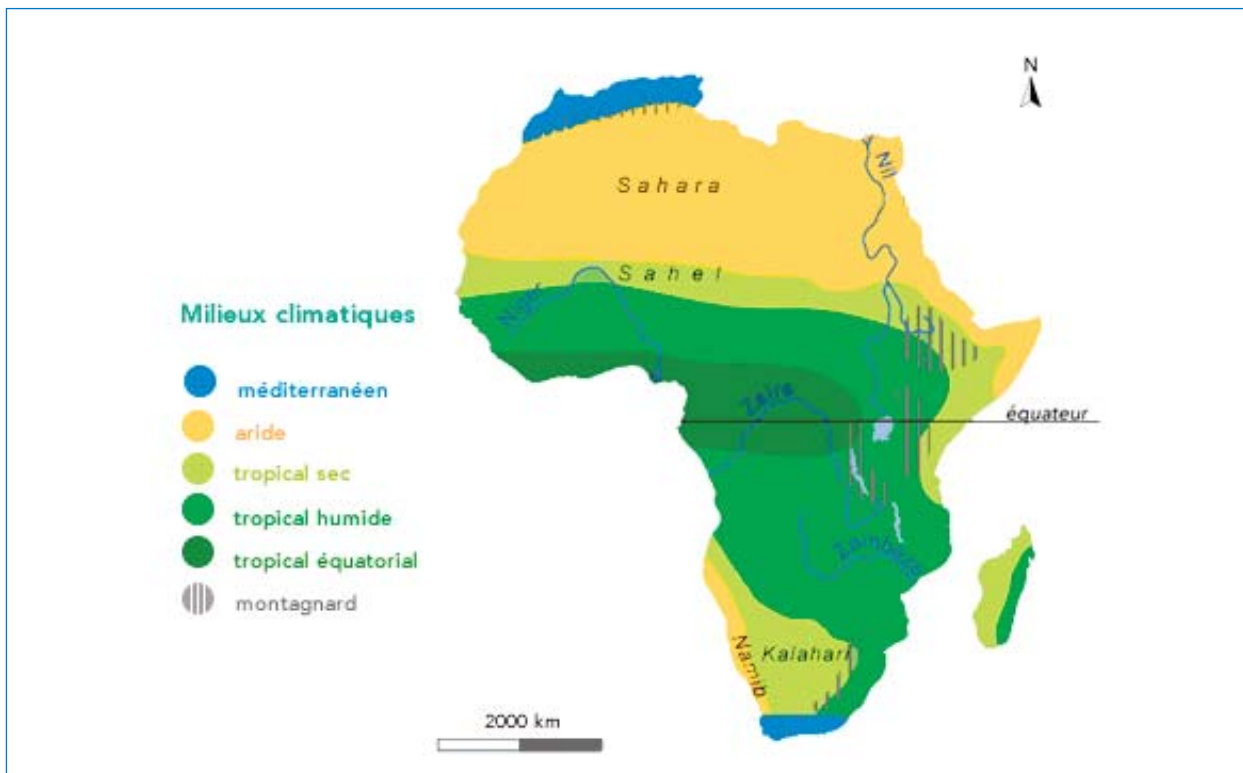 N
Nil
Sahara
Sahel
Niger
Milieux climatiques
méditerranéen
aride
tropical sec
tropical humide
tropical équatorial
montagnard
Zaïre
équateur
Zambèze
Kalahari
Namib
2000 km